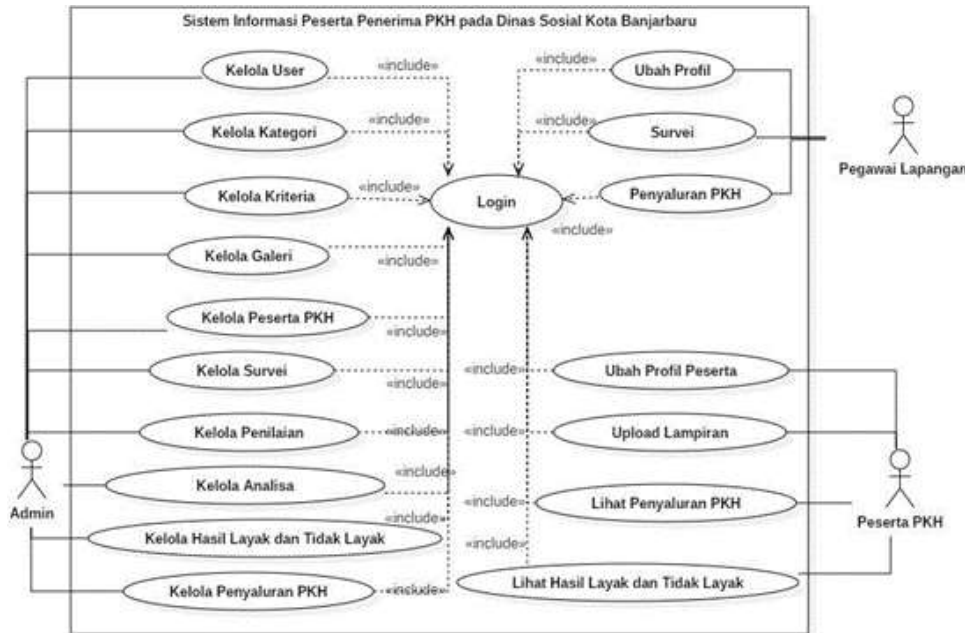 Sistem Informasi Peserta Penerima PKH pada Dinas Sosial Kota Banjarbaru
Kelola User
«include»
«include»
Ubah Profil
Kelola Kategori
«include»
«include»
Survei
Pegawai Lapangan
Kelola Kriteria
«include»
Login
Penyaluran PKH
«include»
Kelola Galeri
«include»
Kelola Peserta PKH
«include»
Kelola Survei
«include»
«include»
Ubah Profil Peserta
Kelola Penilaian
«include»
«include»
Upload Lampiran
Kelola Analisa
«include»
Admin
«include»
Lihat Penyaluran PKH
Peserta PKH
Kelola Hasil Layak dan Tidak Layak
«include»
«include»
Kelola Penyaluran PKH
«include»
Lihat Hasil Layak dan Tidak Layak